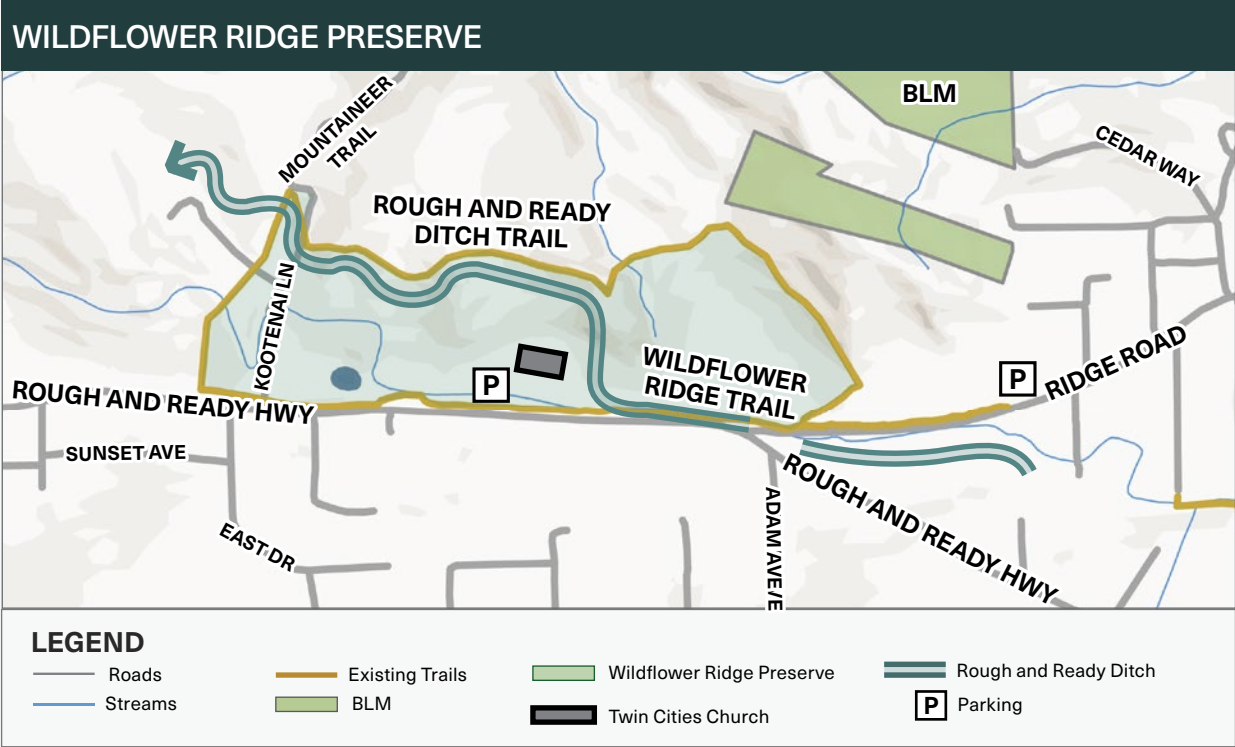 WILDFLOWER RIDGE PRESERVE
MOUNTAINEER
TRAIL
BLM
CEDAR WAY
ROUGH AND READY
DITCH TRAIL
KOOTENAI LN
WILDFLOWER
RIDGE TRAIL
P
P
RIDGE ROAD
ROUGH AND READY HWY
SUNSET AVE
ROUGH AND READY HWY
ADAM AVE/E
EAST DR
LEGEND
Roads
Existing Trails
Wildflower Ridge Preserve
Rough and Ready Ditch
Streams
BLM
Twin Cities Church
P Parking